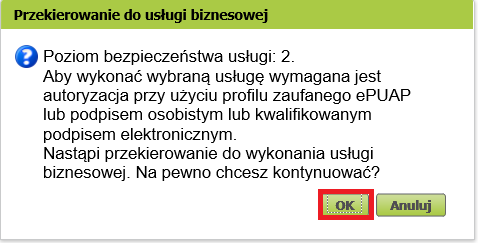 Przekierowanie do usługi biznesowej
Poziom bezpieczeństwa usługi: 2.
Aby wykonać wybraną usługę wymagana jest
autoryzacja przy użyciu profilu zaufanego ePUAP
lub podpisem osobistym lub kwalifikowanym
podpisem elektronicznym.
Nastąpi przekierowanie do wykonania usługi
biznesowej. Na pewno chcesz kontynuować?
OK Anuluj